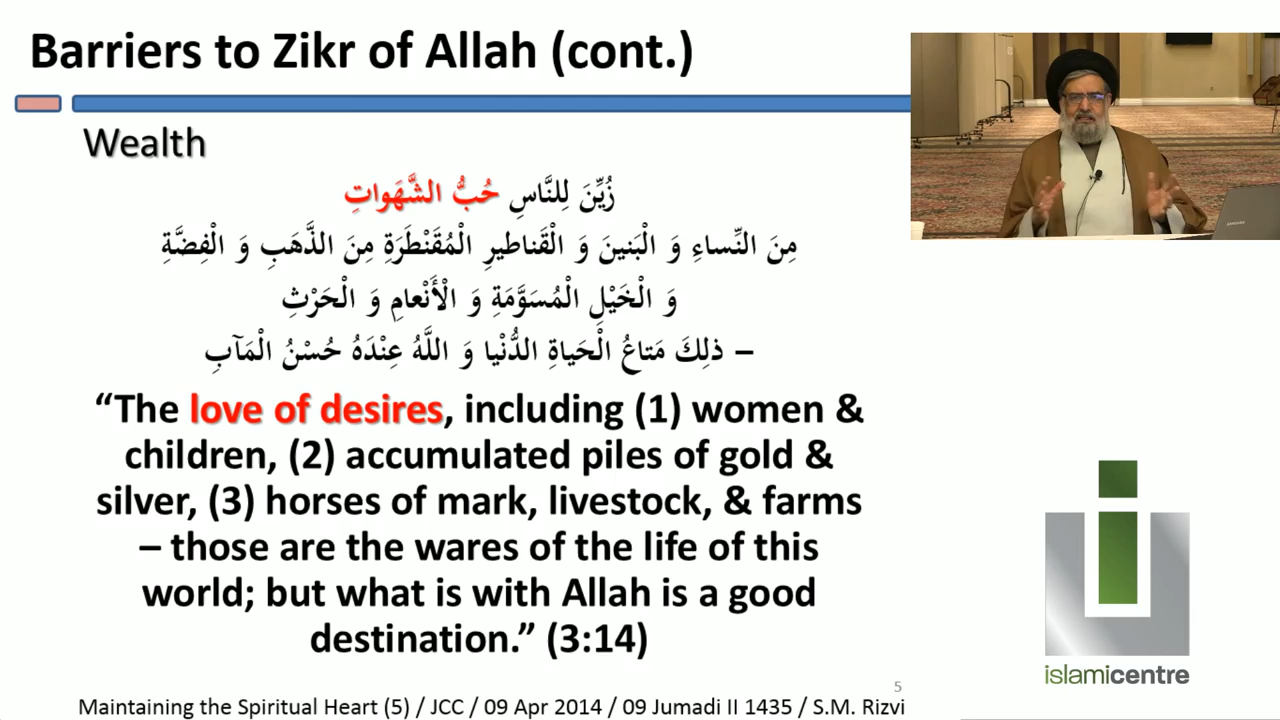 Barriers to Zikr of Allah (cont.)
Wealth
زُيِّنَ لِلنَّاسِ حُبُّ الشَّهَواتِ
مِنَ النِّساءِ وَ الْبَنينَ وَ الْقَناطيرِ الْمُقَنْطَرَةِ مِنَ الذَّهَبِ وَ الْفِضَّةِ
وَ الْخَيْلِ الْمُسَوَّمَةِ وَ الْأَنْعامِ وَ الْحَرْثِ
– ذلِكَ مَتاعُ الْحَياةِ الدُّنْيا وَ اللَّهُ عِنْدَهُ حُسْنُ الْمَآبِ
“The love of desires, including (1) women &
children, (2) accumulated piles of gold &
silver, (3) horses of mark, livestock, & farms
– those are the wares of the life of this
world; but what is with Allah is a good
destination.” (3:14)
islamicentre
5
Maintaining the Spiritual Heart (5) / JCC / 09 Apr 2014 / 09 Jumadi II 1435 / S.M. Rizvi